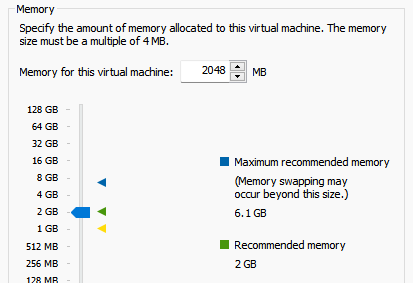 Memory
Specify the amount of memory allocated to this virtual machine. The memory
size must be a multiple of 4 MB.
Memory for this virtual machine: 2048 MB
128 GB
64 GB
32 GB
16 GB
8 GB
4 GB
2 GB
1 GB
512 MB
256 MB
128 MB
Maximum recommended memory
(Memory swapping may
occur beyond this size.)
6.1 GB
Recommended memory
2 GB